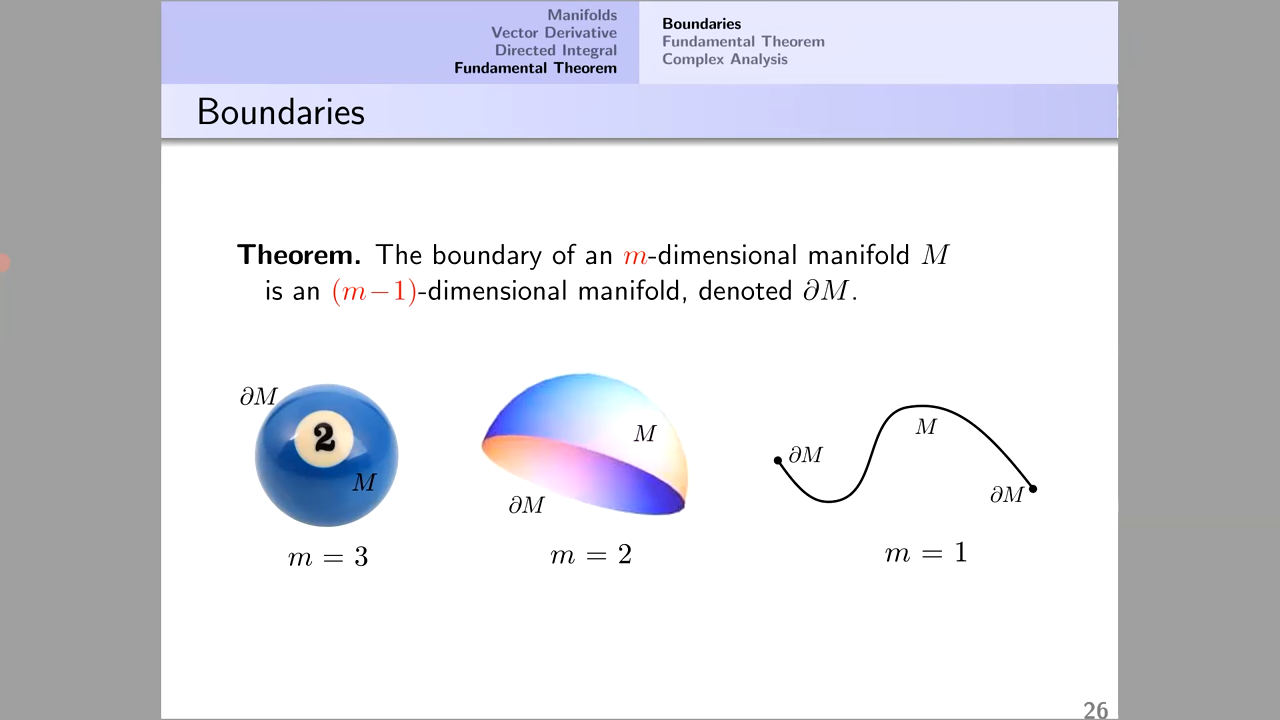 Manifolds
Vector Derivative
Directed Integral
Fundamental Theorem
Boundaries
Fundamental Theorem
Complex Analysis
Boundaries
Theorem. The boundary of an m-dimensional manifold M
is an (m−1)-dimensional manifold, denoted ∂M.
∂M
2
M
m = 3
M
∂M
m = 2
M
∂M
∂M
m = 1
26